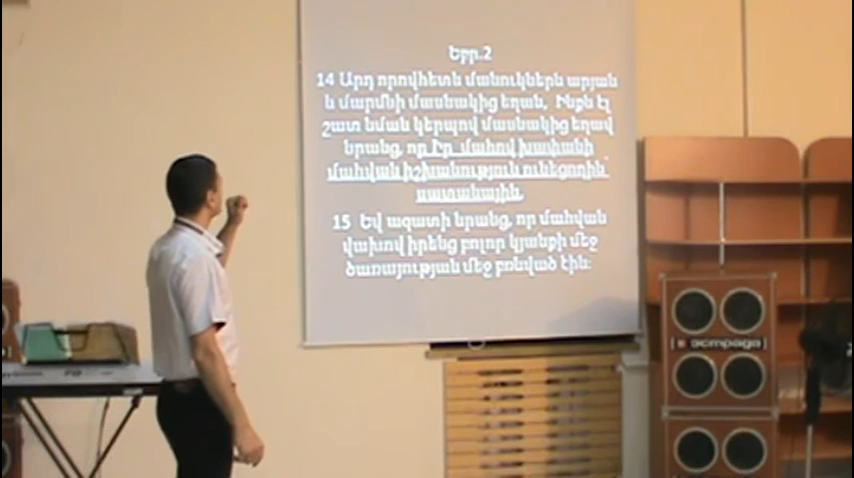 Եբր.2
14 Արդ որովհետև մանուկներն արյան
և մարմնի մասնակից եղան, Ինքն էլ
շատ նման կերպով մասնակից եղավ
նրանց, որ Իր մահով խափանի
մահվան իշխանություն ունեցողին`
սատանային,
15 Եվ ազատի նրանց, որ մահվան
վախով իրենց բոլոր կյանքի մեջ
ծառայության մեջ բռնված էին։
эстрада